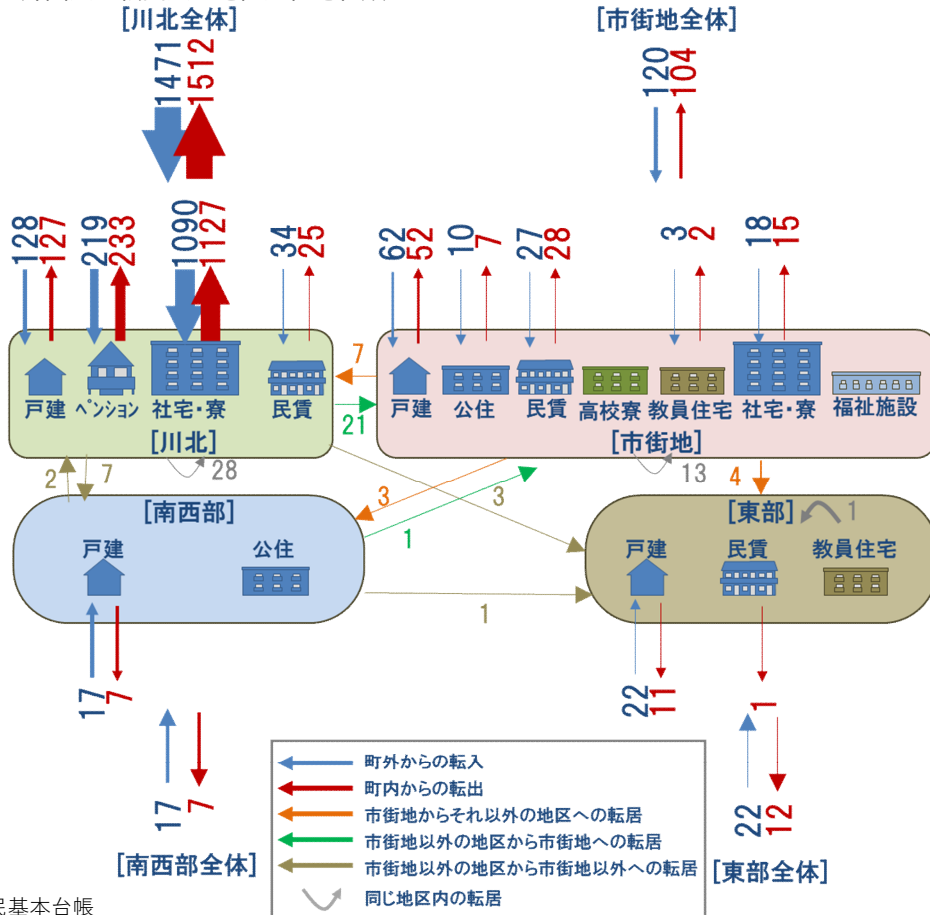 [川北全体]
[市街地全体]
1471
1512
120
104
128
127
219
233
1090
1127
34
25
62
52
10
7
27
28
3
2
18
15
戸建
ペンション
社宅・寮
民賃
[川北]
7
21
戸建
公住
民賃
高校寮
教員住宅
社宅・寮
福祉施設
[市街地]
2
7
28
13
3
1
3
4
1
[南西部]
戸建
公住
[東部]
1
戸建
民賃
教員住宅
17
7
22
11
1
17
7
22
12
[南西部全体]
[東部全体]
町外からの転入
町内からの転出
市街地からそれ以外の地区への転居
市街地以外の地区から市街地への転居
市街地以外の地区から市街地以外への転居
同じ地区内の転居
民基本台帳